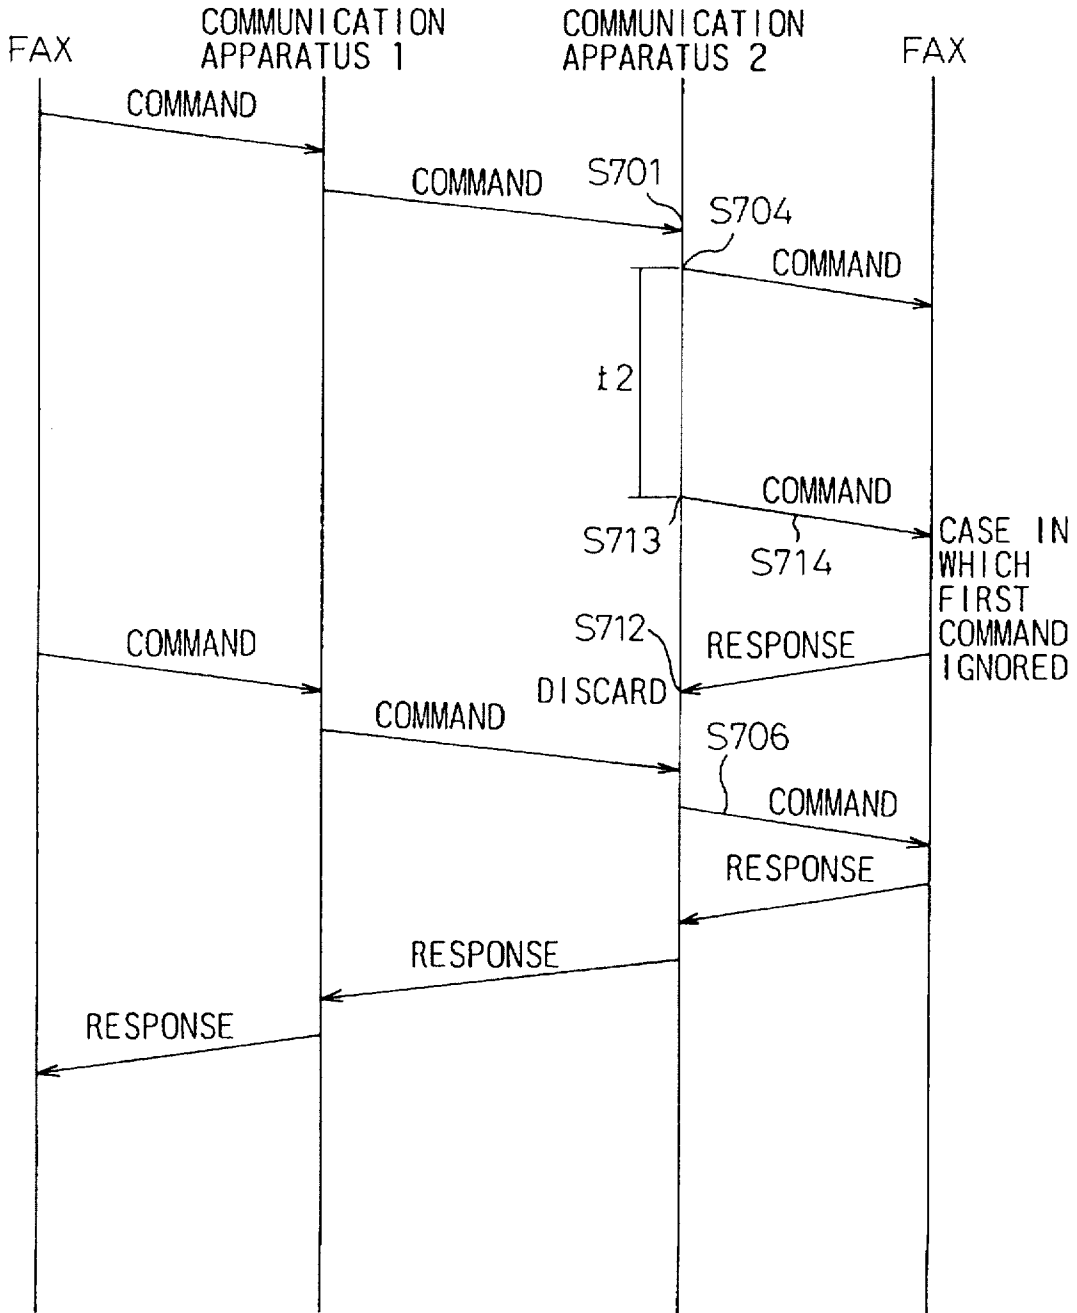 FAX
COMMUNICATION
APPARATUS 1
COMMUNICATION
APPARATUS 2
FAX
COMMAND
COMMAND
S701
S704
COMMAND
t2
COMMAND
S713
S714
CASE IN
WHICH
FIRST
COMMAND
IGNORED
COMMAND
S712
RESPONSE
DISCARD
COMMAND
S706
COMMAND
RESPONSE
RESPONSE
RESPONSE